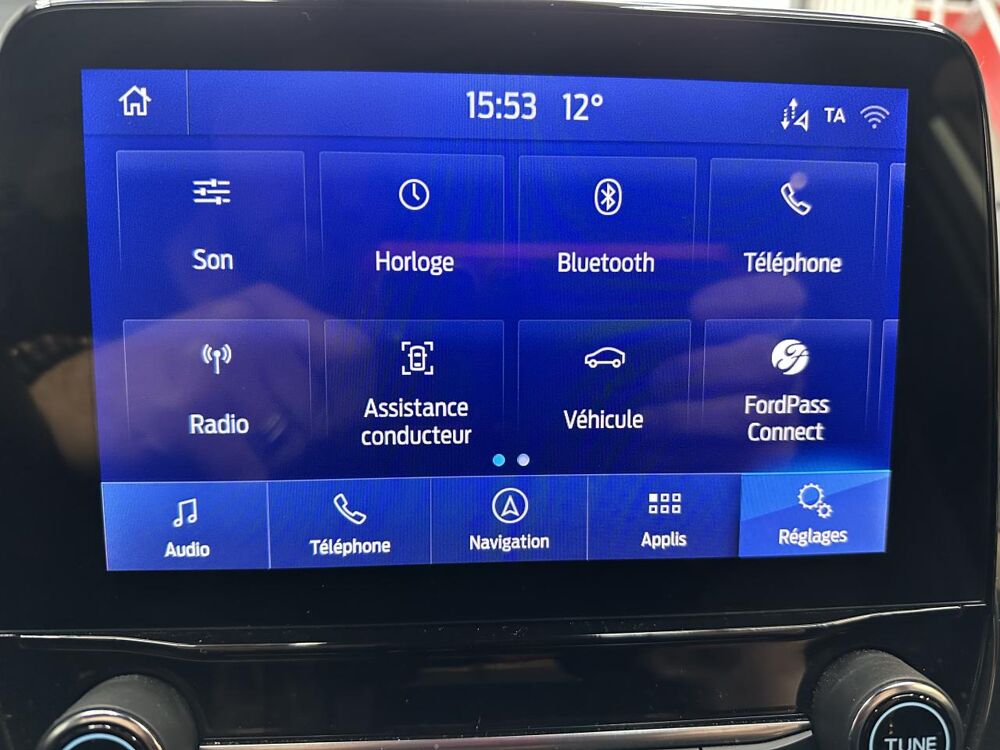 15:53 12° TA
Son Horloge Bluetooth Téléphone
Radio
Assistance
conducteur
Véhicule
FordPass
Connect
Audio Téléphone Navigation Applis Réglages
TUNE